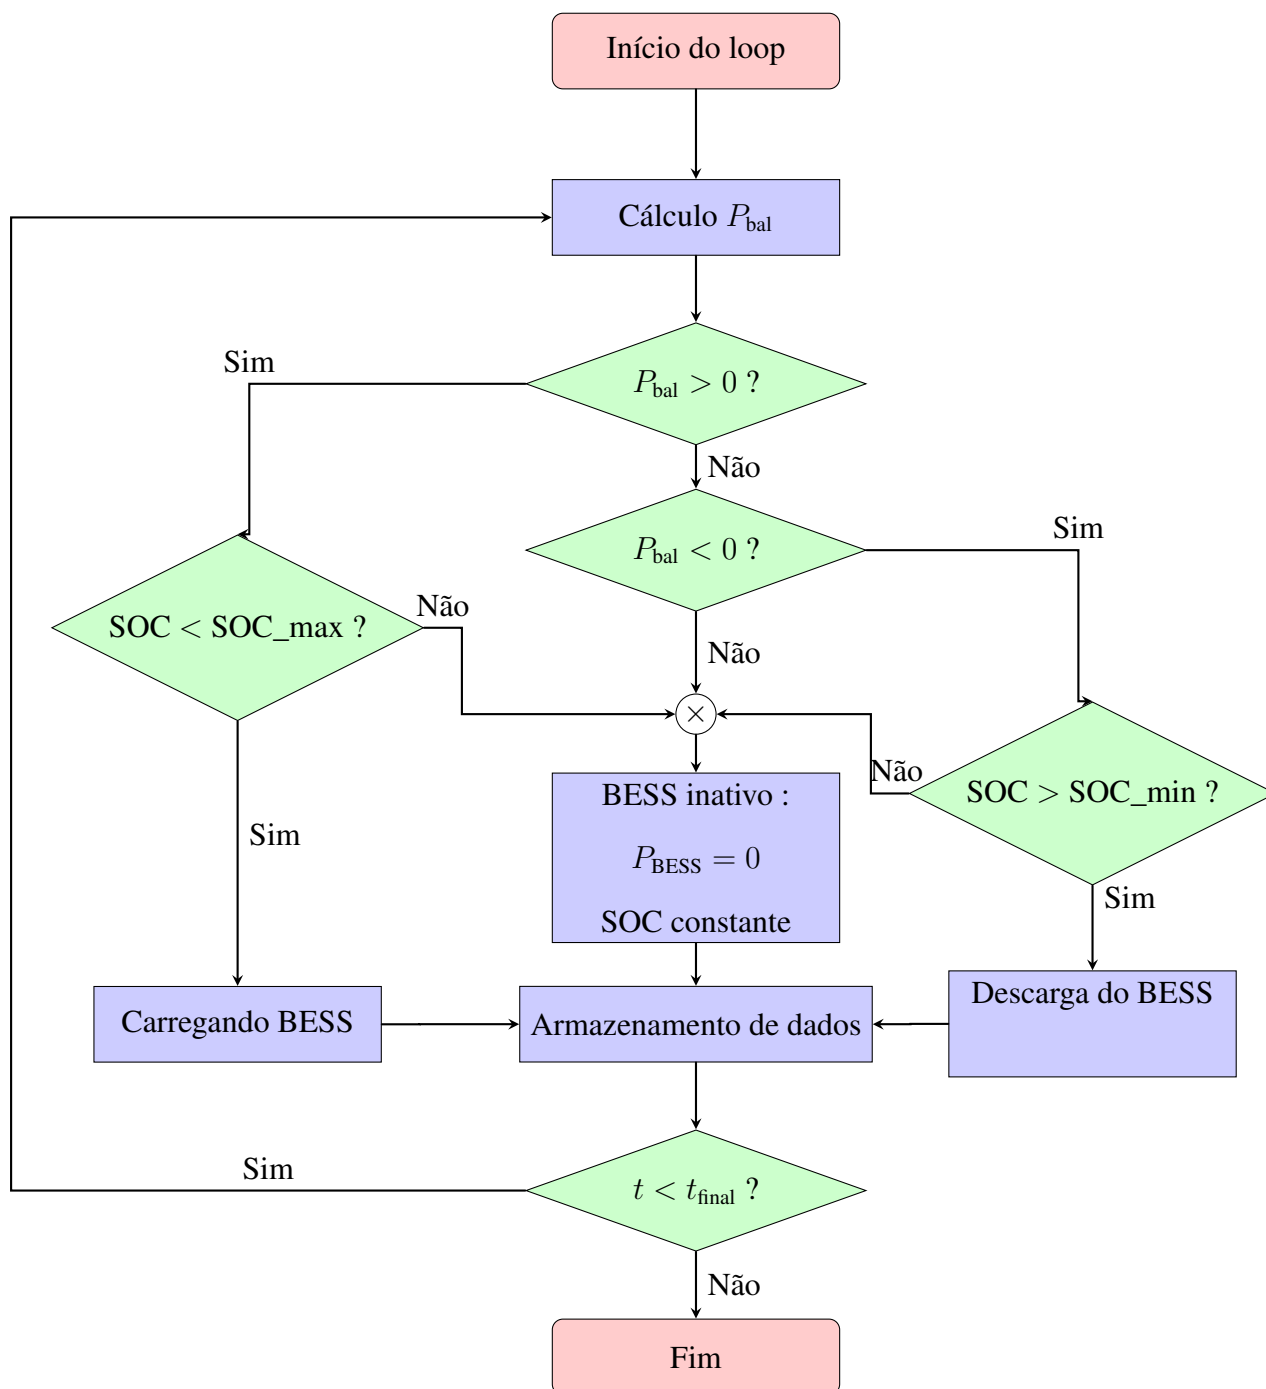 Início do loop
Cálculo P_bal
Sim
P_bal > 0 ?
Não
P_bal < 0 ?
Sim
SOC < SOC_max ?
Não
Não
×
BESS inativo :
P_BESS = 0
SOC constante
Não
SOC > SOC_min ?
Sim
Sim
Carregando BESS
Armazenamento de dados
Descarga do BESS
Sim
t < t_final ?
Não
Fim